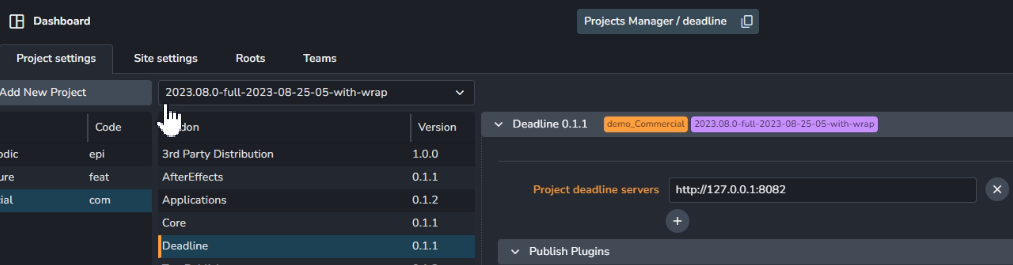 Dashboard
Projects Manager / deadline
Project settings Site settings Roots Teams
Add New Project
2023.08.0-full-2023-08-25-05-with-wrap
Code
don
Version
Deadline 0.1.1 demo_Commercial 2023.08.0-full-2023-08-25-05-with-wrap
odic epi
3rd Party Distribution 1.0.0
ure feat
AfterEffects 0.1.1
Project deadline servers http://127.0.0.1:8082
ial com
Applications 0.1.2
Core 0.1.1
Deadline 0.1.1
Publish Plugins